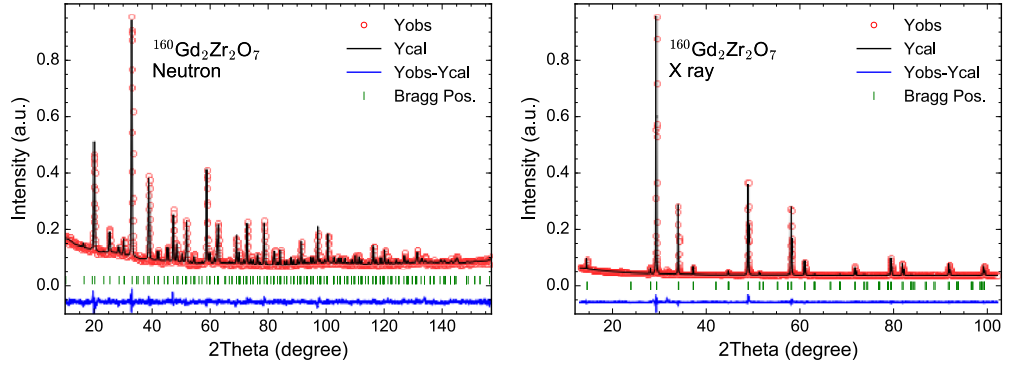 Intensity (a.u.)
0.8
0.6
0.4
0.2
0.0
¹⁶⁰Gd₂Zr₂O₇
Neutron
Yobs
Ycal
Yobs-Ycal
Bragg Pos.
20 40 60 80 100 120 140
2Theta (degree)
Intensity (a.u.)
0.8
0.6
0.4
0.2
0.0
¹⁶⁰Gd₂Zr₂O₇
X ray
Yobs
Ycal
Yobs-Ycal
Bragg Pos.
20 40 60 80 100
2Theta (degree)